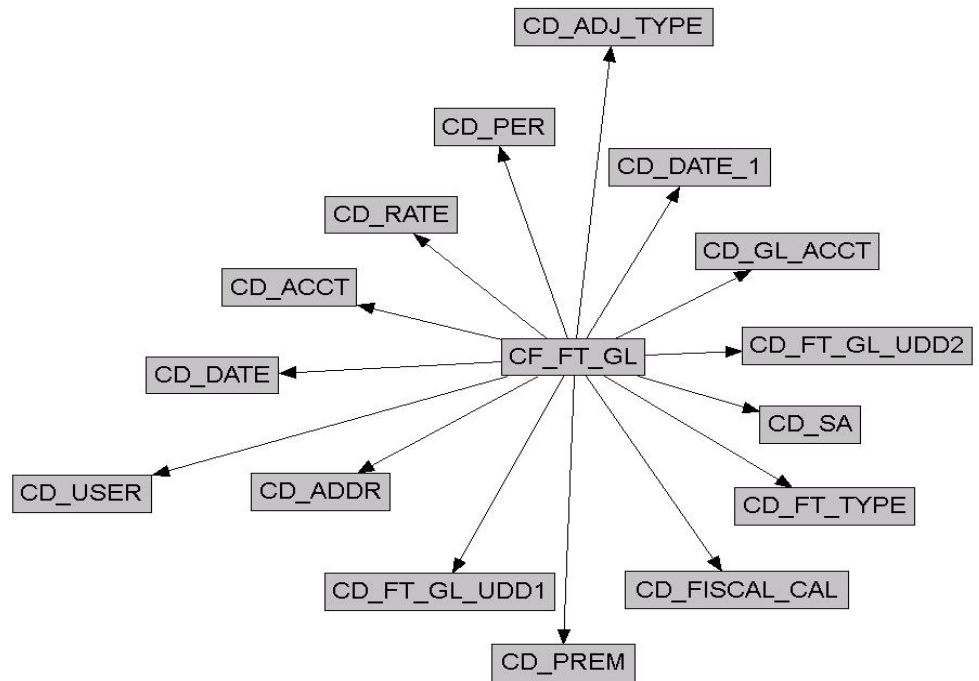 CD_ADJ_TYPE
CD_PER
CD_DATE_1
CD_RATE
CD_GL_ACCT
CD_ACCT
CD_FT_GL_UDD2
CF_FT_GL
CD_DATE
CD_SA
CD_USER
CD_ADDR
CD_FT_TYPE
CD_FT_GL_UDD1
CD_FISCAL_CAL
CD_PREM